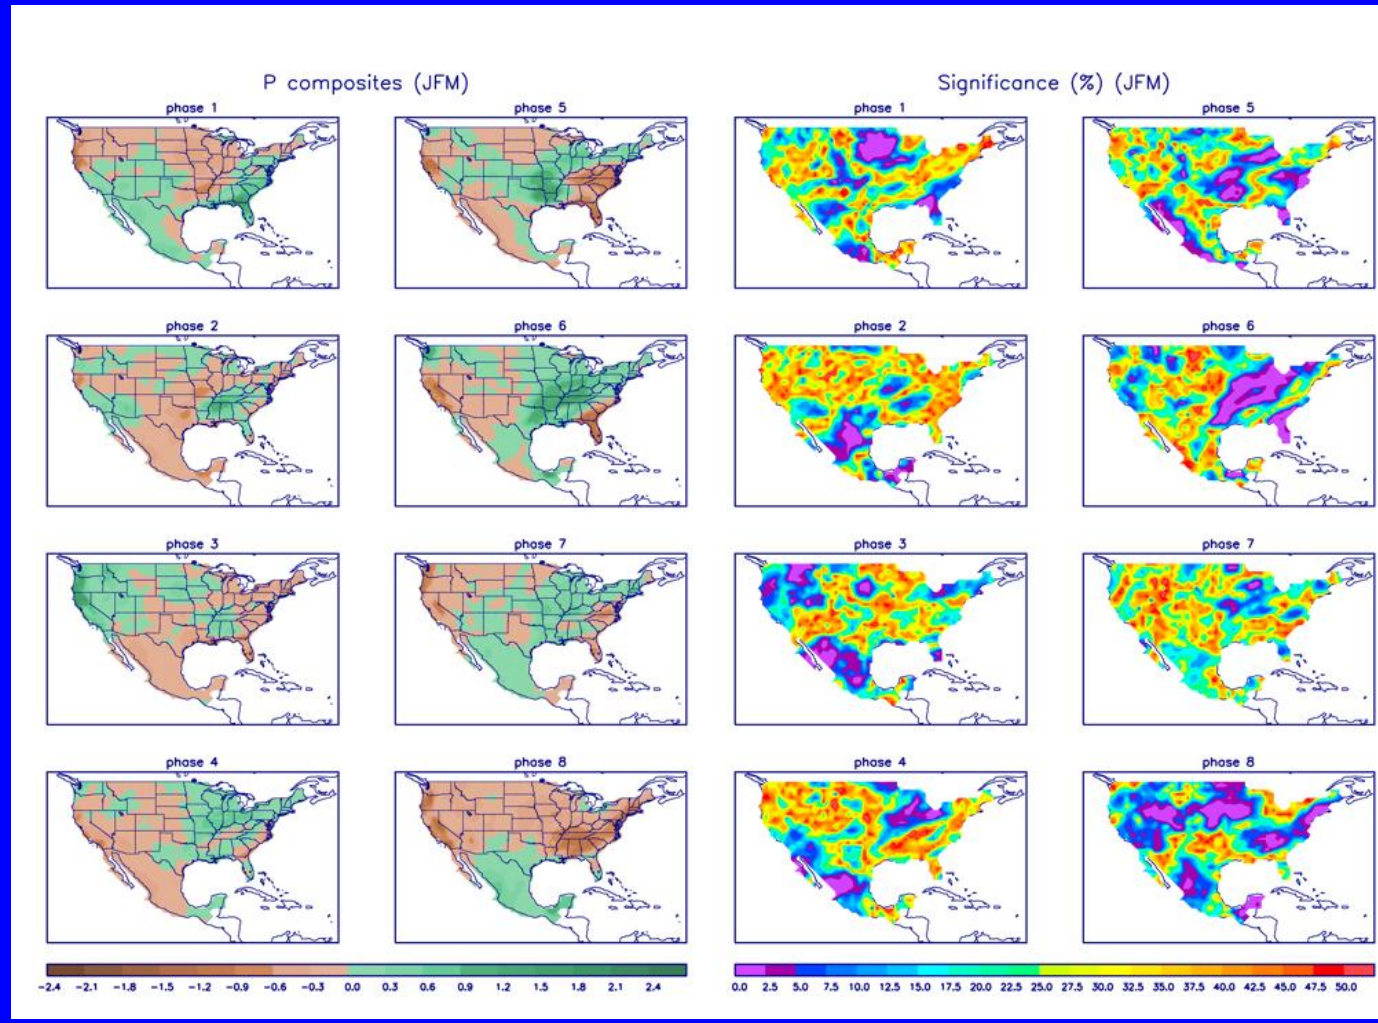 P composites (JFM)
Significance (%) (JFM)
phase 1
phase 5
phase 1
phase 5
phase 2
phase 6
phase 2
phase 6
phase 3
phase 7
phase 3
phase 7
phase 4
phase 8
phase 4
phase 8
-2.4 -2.1 -1.8 -1.5 -1.2 -0.9 -0.6 -0.3 0.0 0.3 0.6 0.9 1.2 1.5 1.8 2.1 2.4
0.0 2.5 5.0 7.5 10.0 12.5 15.0 17.5 20.0 22.5 25.0 27.5 30.0 32.5 35.0 37.5 40.0 42.5 45.0 47.5 50.0